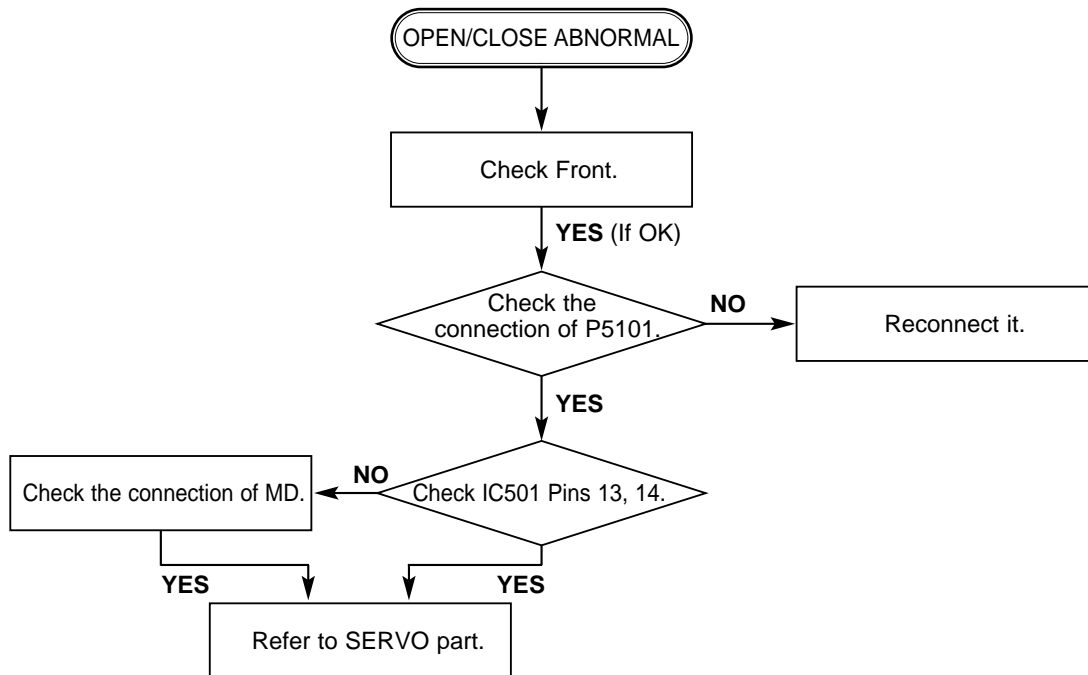 OPEN/CLOSE ABNORMAL
Check Front.
YES (If OK)
Check the
connection of P5101.
NO
Reconnect it.
YES
Check IC501 Pins 13, 14.
NO
Check the connection of MD.
YES
YES
Refer to SERVO part.